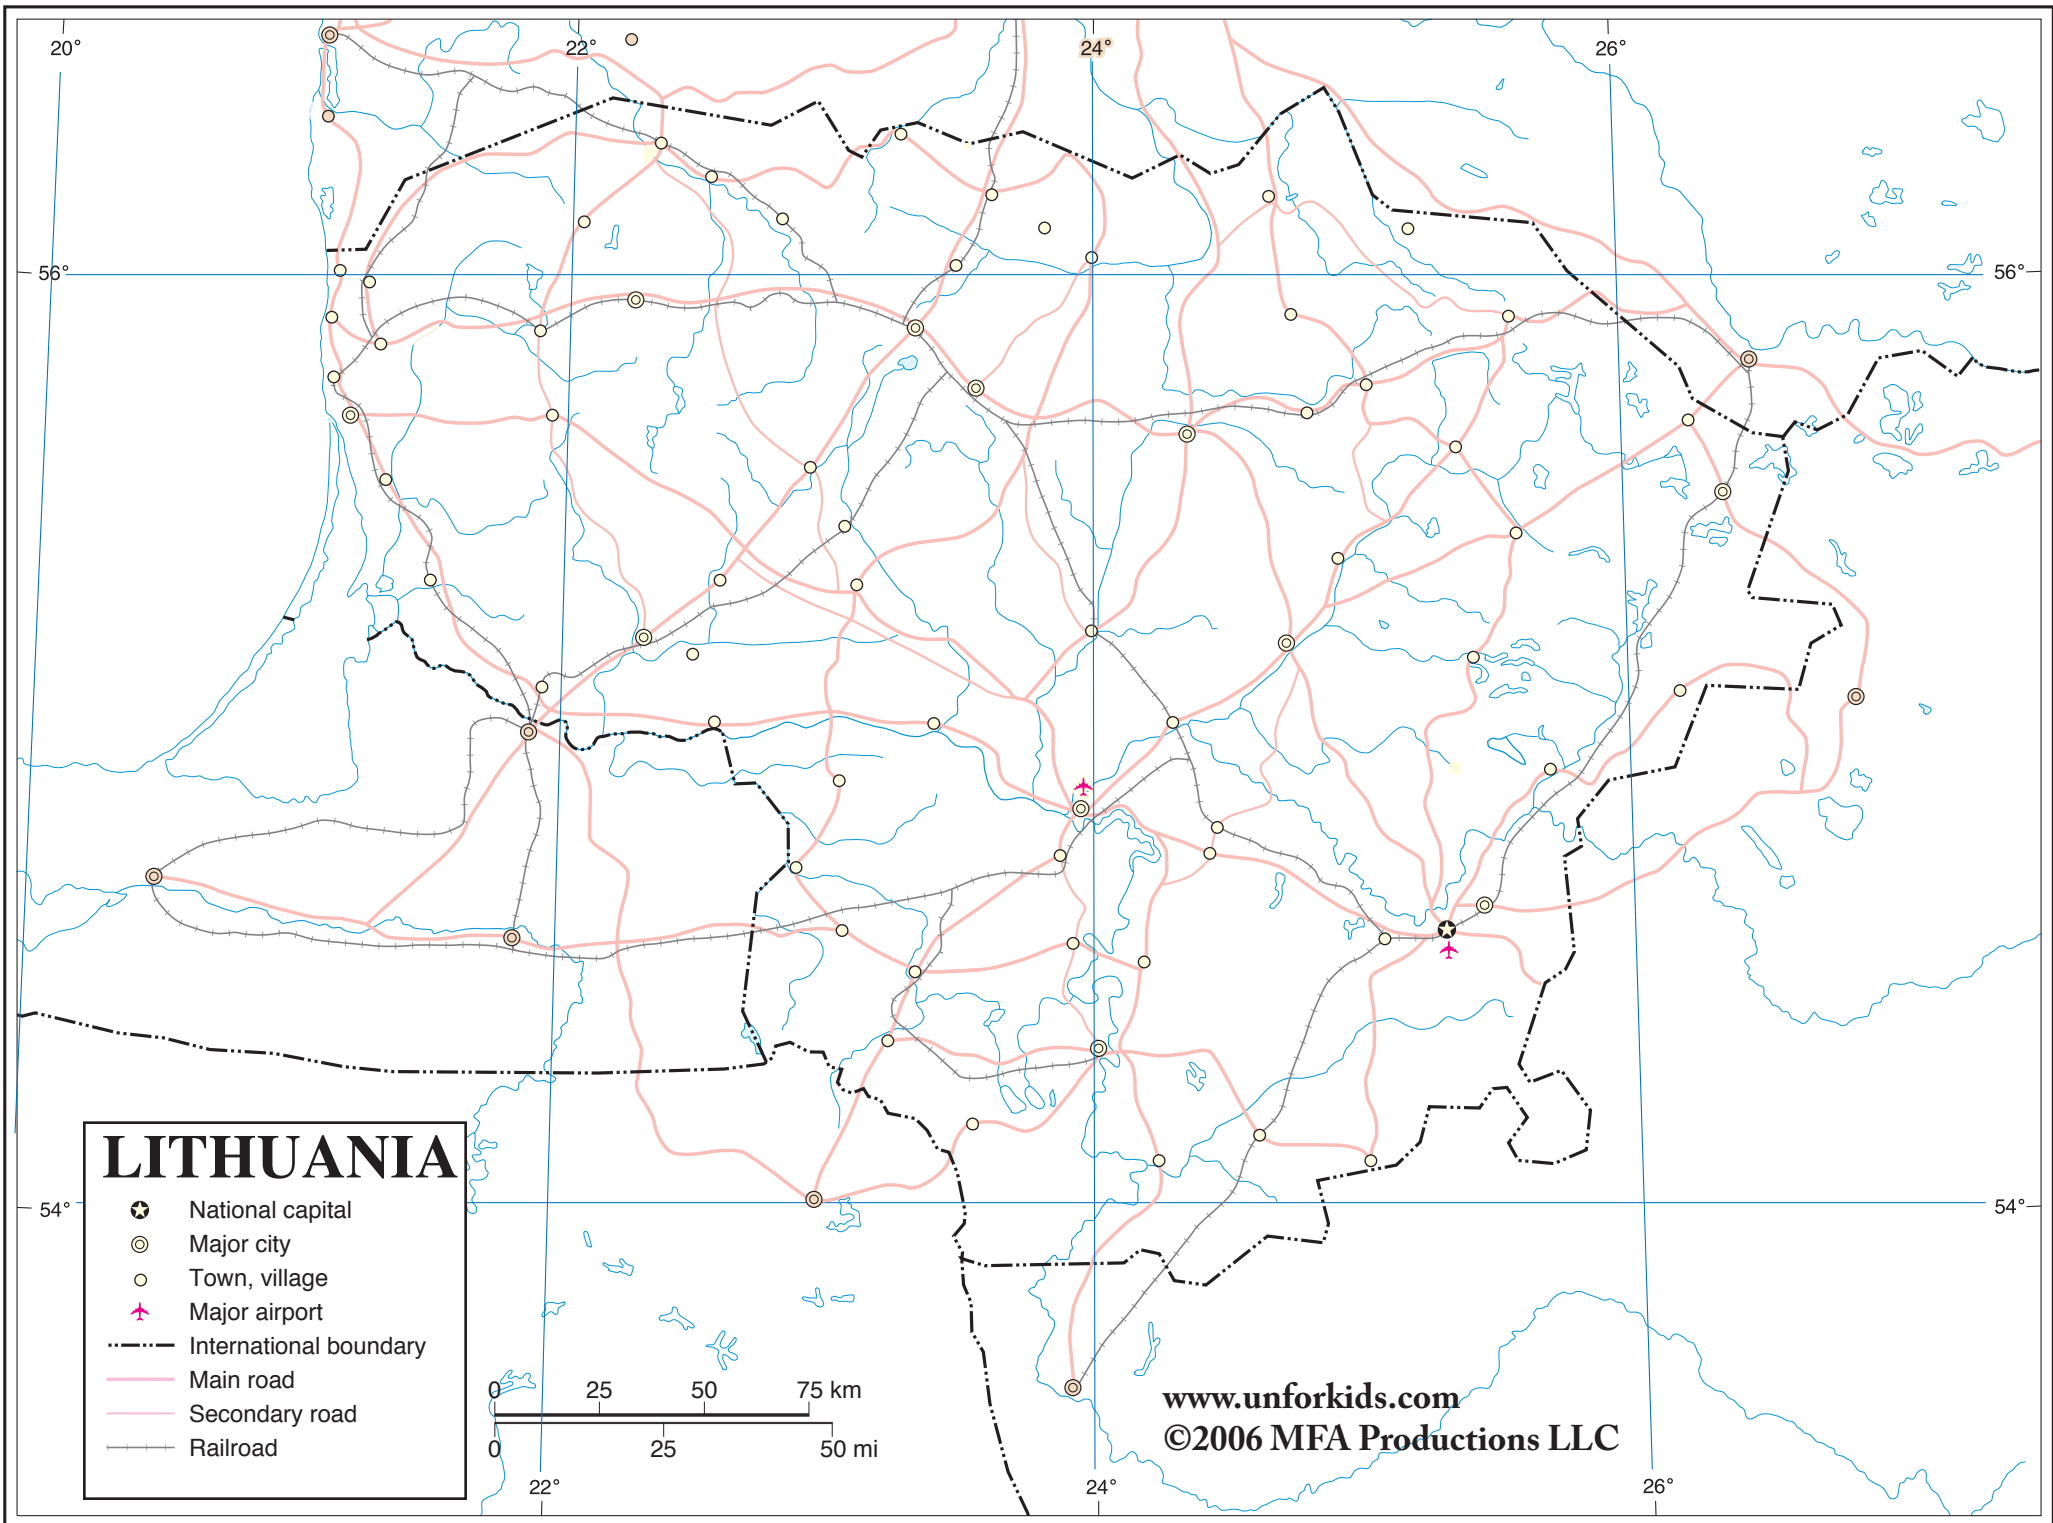 20° 22° 24° 26°
56° 56°
54° 54°
LITHUANIA
National capital
Major city
Town, village
Major airport
International boundary
Main road
Secondary road
Railroad
0 25 50 75 km
0 25 50 mi
www.unforkids.com
©2006 MFA Productions LLC
22° 24° 26°